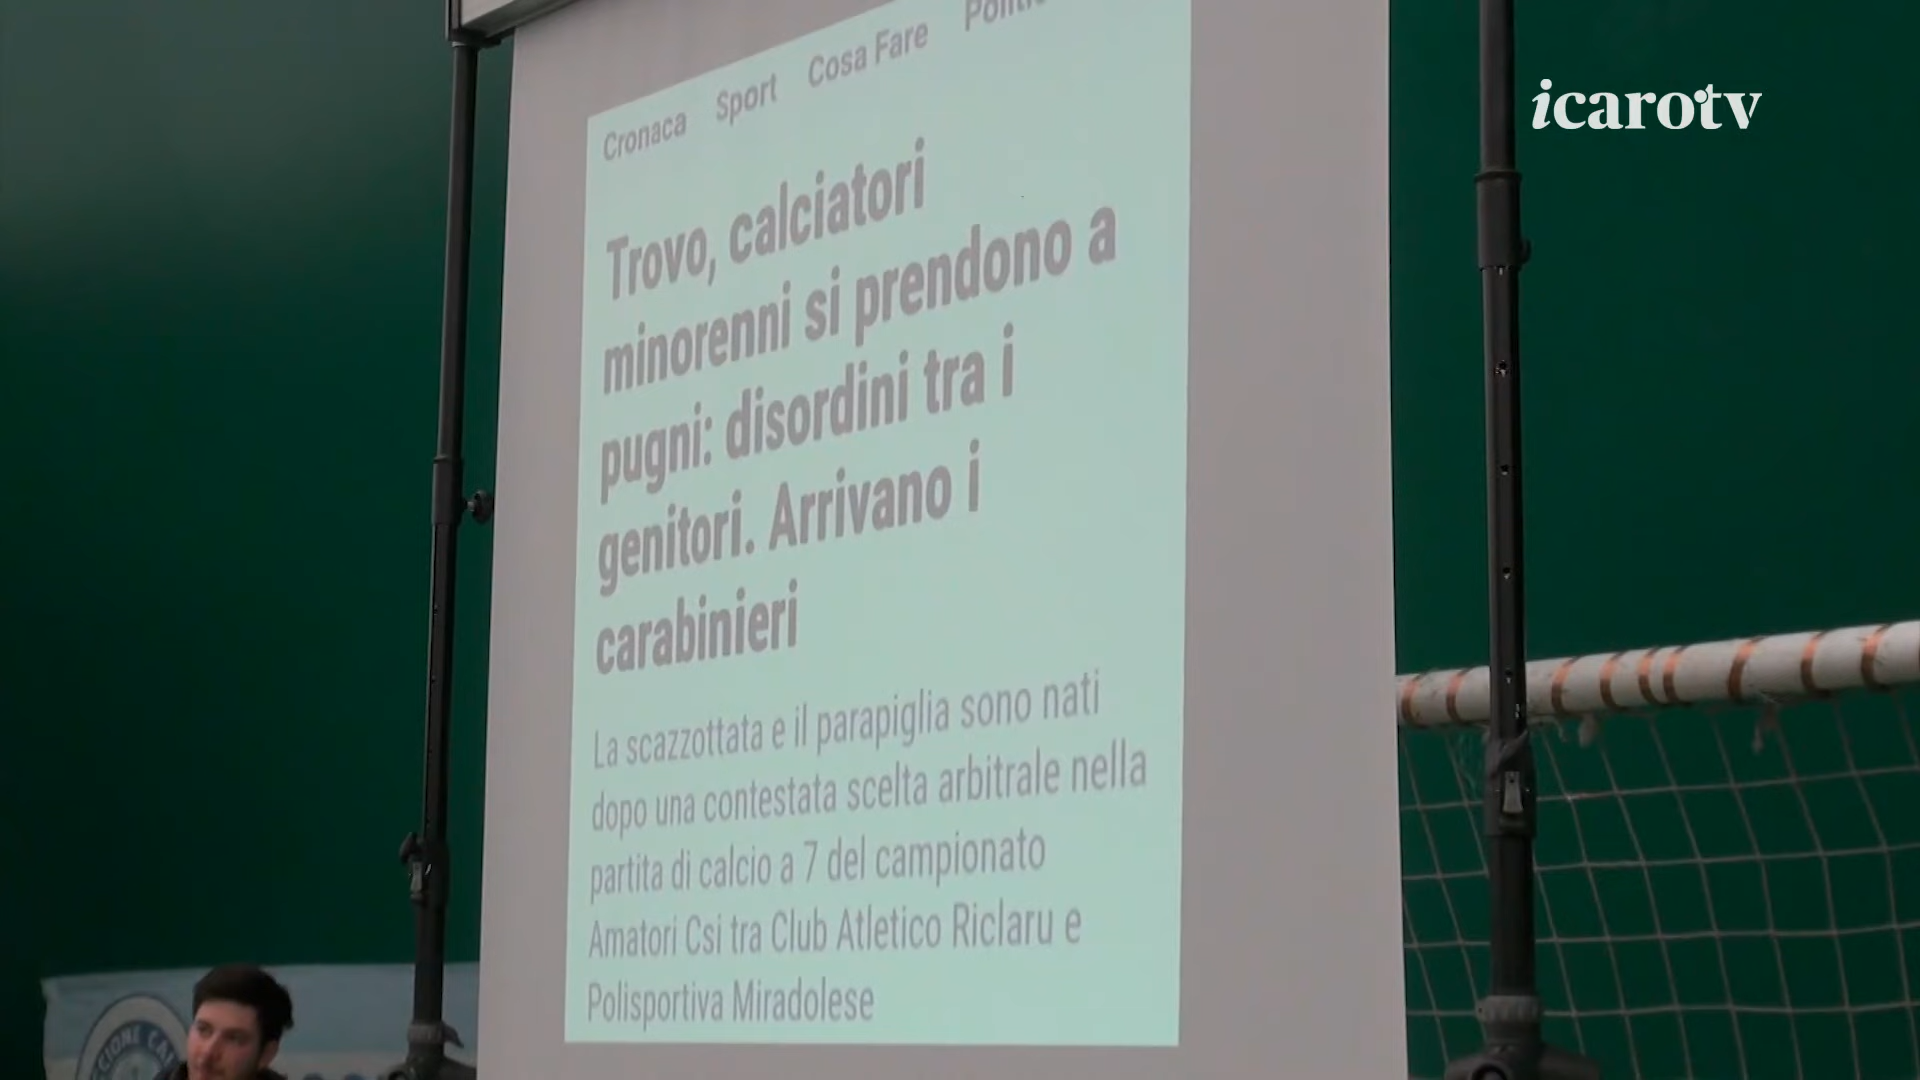 icarotv
Cronaca Sport Cosa Fare
Trovo, calciatori
minorenni si prendono a
pugni: disordini tra i
genitori. Arrivano i
carabinieri
La scazzottata e il parapiglia sono nati
dopo una contestata scelta arbitrale nella
partita di calcio a 7 del campionato
Amatori Csi tra Club Atletico Riclaru e
Polisportiva Miradolese